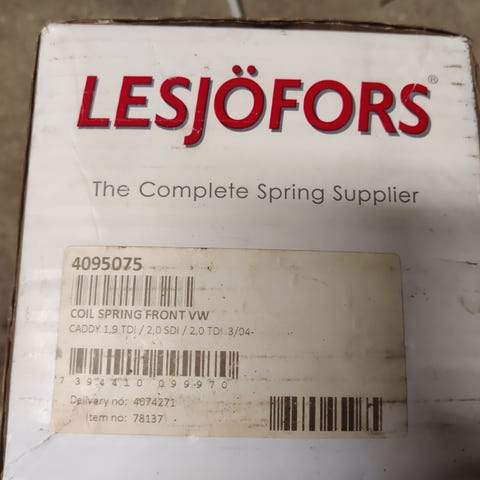 LESJÖFORS®
The Complete Spring Supplier
4095075
COIL SPRING FRONT VW
CADDY 1,9 TDI / 2,0 SDI / 2,0 TDI 3/04-
7 394410 099970
Delivery no: 4074271
Item no: 78137